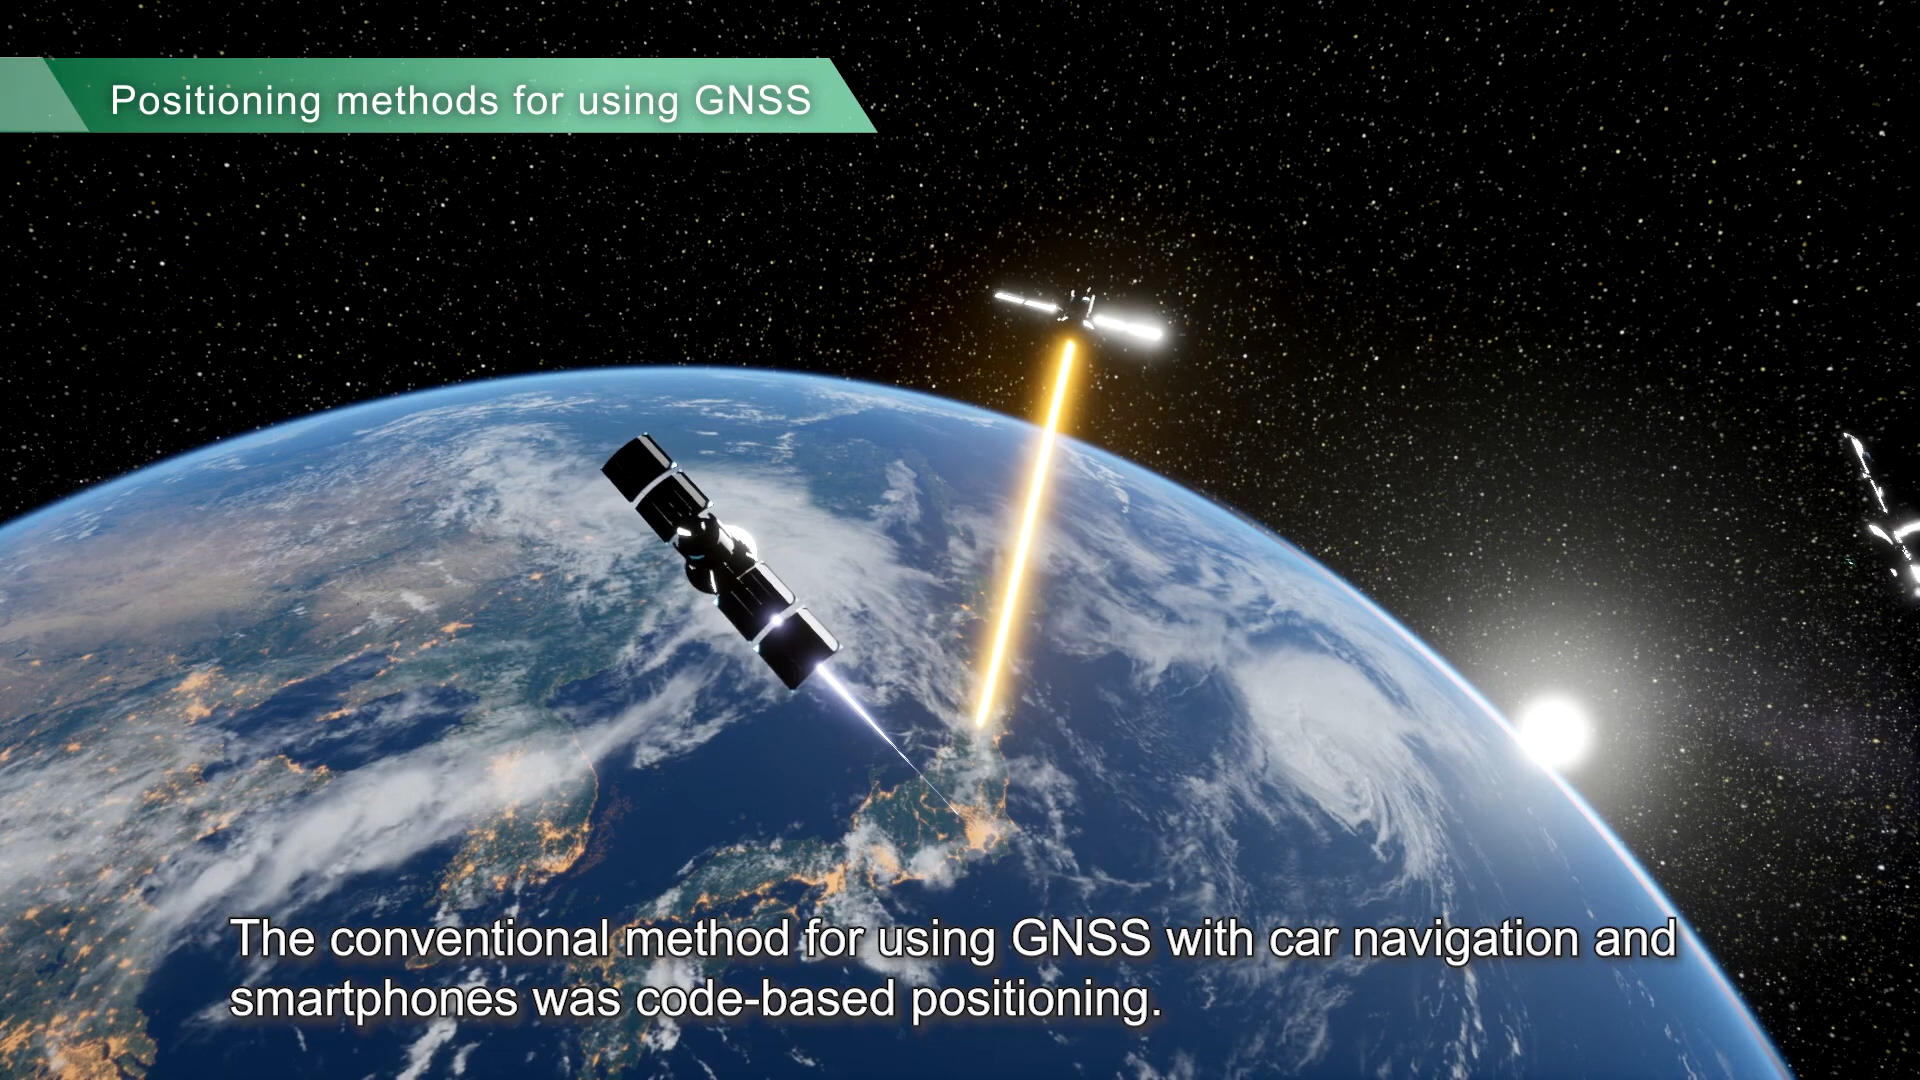 Positioning methods for using GNSS
The conventional method for using GNSS with car navigation and
smartphones was code-based positioning.